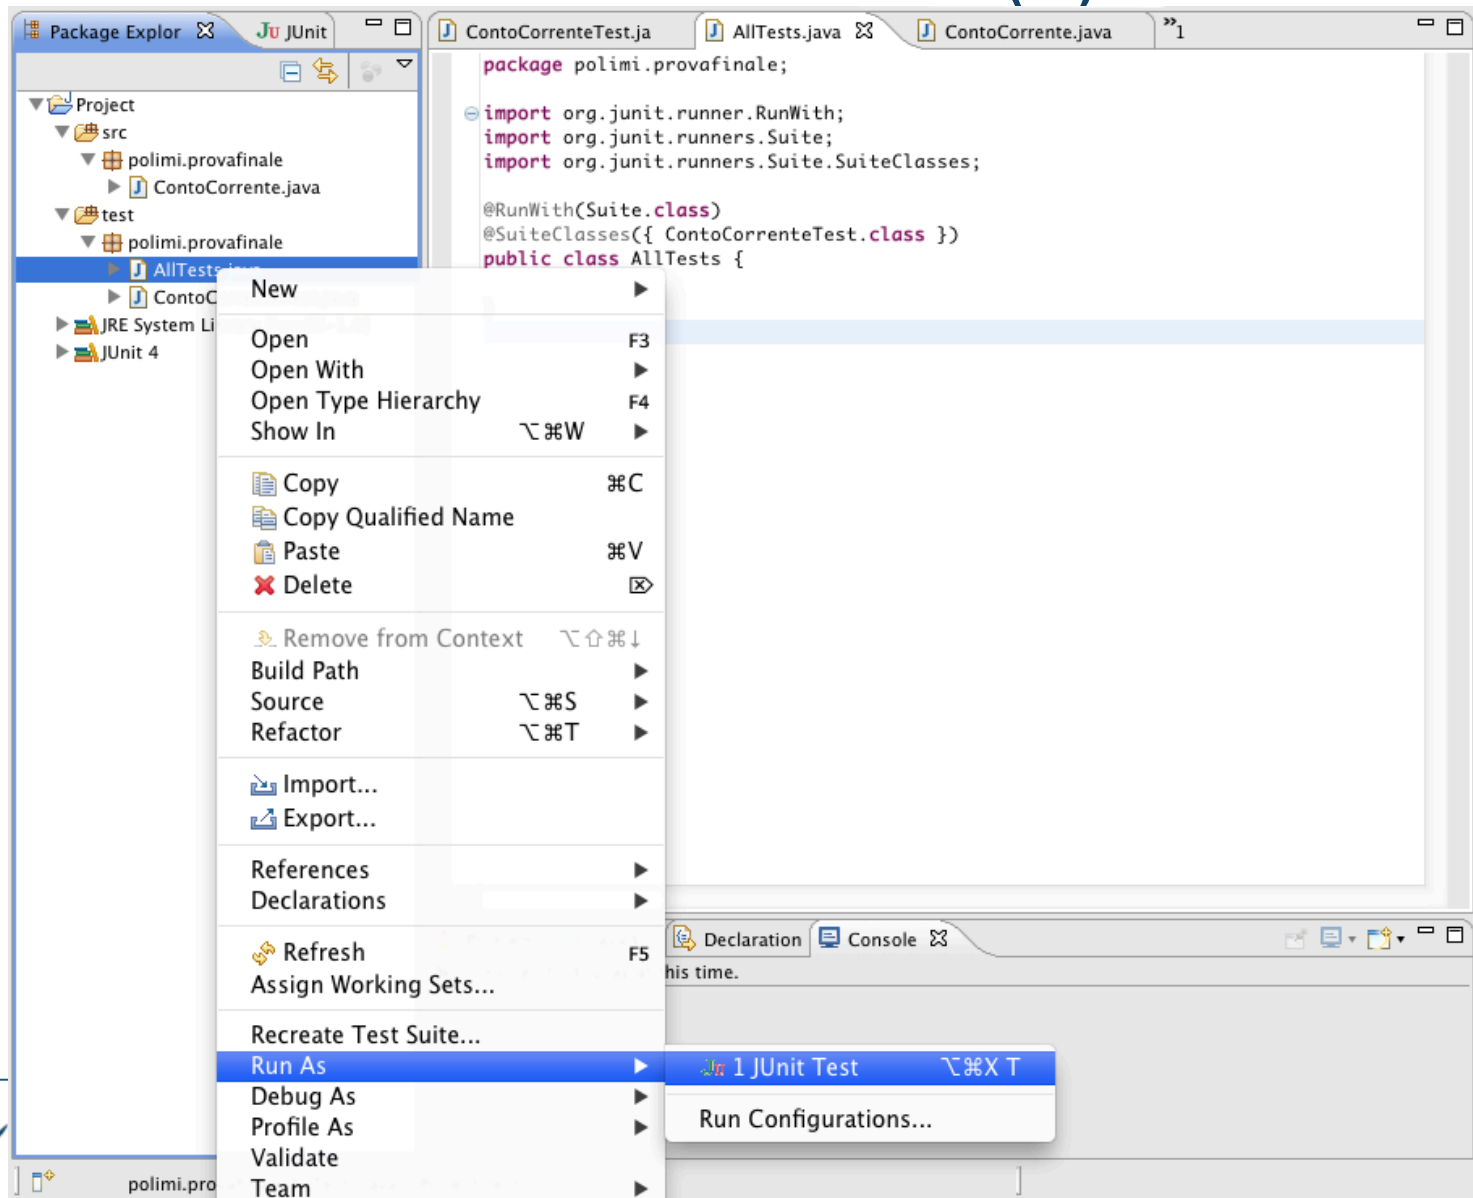 Package Explor
JUnit
ContoCorrenteTest.ja
AllTests.java
ContoCorrente.java
»1
Project
src
polimi.provafinale
ContoCorrente.java
test
polimi.provafinale
AllTests
ContoC
JRE System Li
JUnit 4
package polimi.provafinale;
import org.junit.runner.RunWith;
import org.junit.runners.Suite;
import org.junit.runners.Suite.SuiteClasses;
@RunWith(Suite.class)
@SuiteClasses({ ContoCorrenteTest.class })
public class AllTests {
New
Open F3
Open With
Open Type Hierarchy F4
Show In ⌥⌘W
Copy ⌘C
Copy Qualified Name
Paste ⌘V
Delete ⌦
Remove from Context ⌥⇧⌘↓
Build Path
Source ⌥⌘S
Refactor ⌥⌘T
Import...
Export...
References
Declarations
Refresh F5
Assign Working Sets...
Recreate Test Suite...
Run As
Debug As
Profile As
Validate
Team
1 JUnit Test ⌥⌘X T
Run Configurations...
Declaration
Console
his time.
polimi.pro